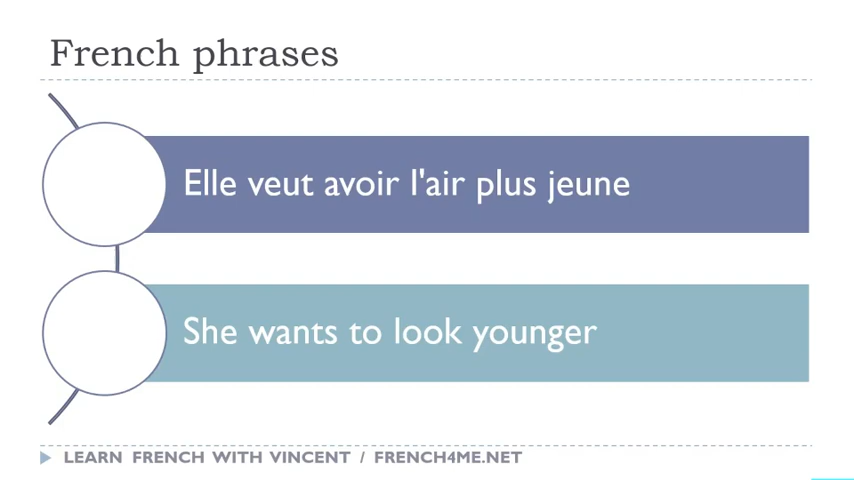 French phrases
Elle veut avoir l'air plus jeune
She wants to look younger
LEARN FRENCH WITH VINCENT / FRENCH4ME.NET